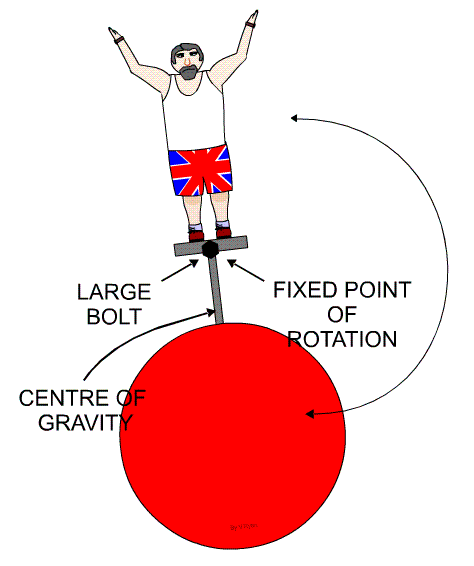 LARGE
BOLT
FIXED POINT
OF
ROTATION
CENTRE OF
GRAVITY